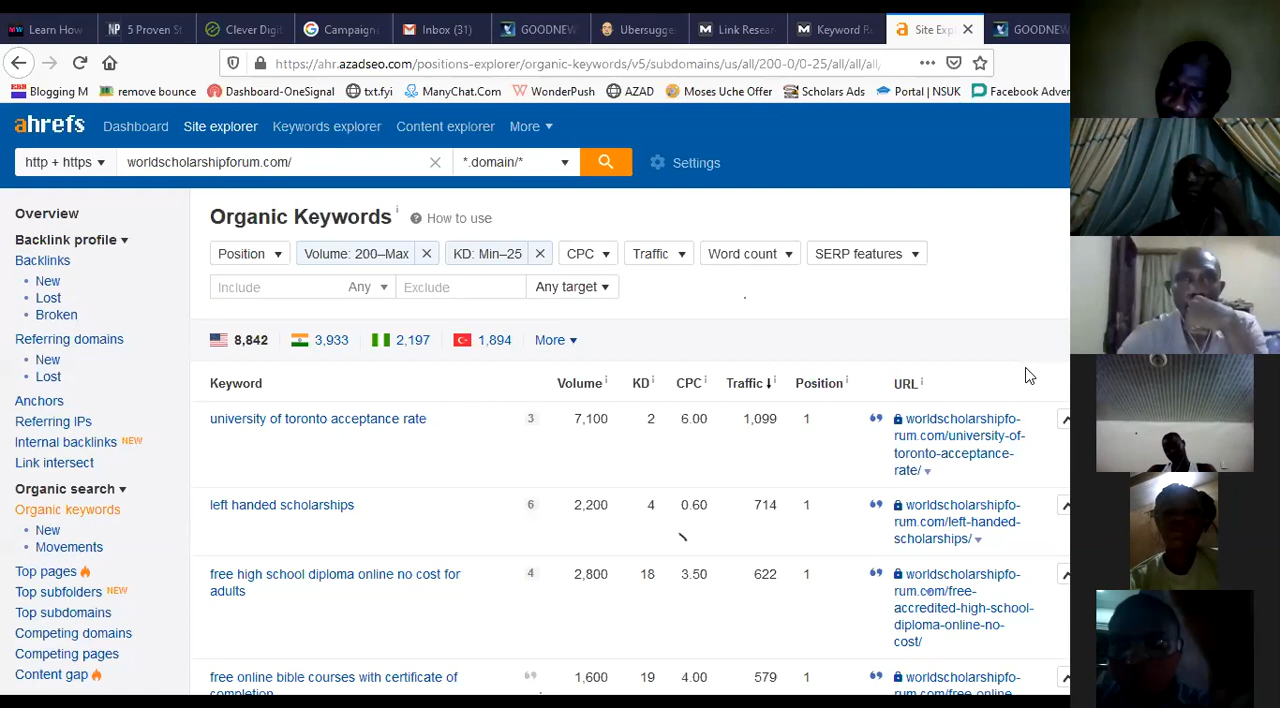 Learn How
5 Proven St
Clever Digit
Campaign
Inbox (31)
GOODNEW
Ubersugge
Link Resear
Keyword R
Site Exp
GOODNEW
https://ahr.azadseo.com/positions-explorer/organic-keywords/v5/subdomains/us/all/200-0/0-25/all/all/all/
Blogging M
remove bounce
Dashboard-OneSignal
txt.fyi
ManyChat.Com
WonderPush
AZAD
Moses Uche Offer
Scholars Ads
Portal | NSUK
Facebook Adver
ahrefs
Dashboard
Site explorer
Keywords explorer
Content explorer
More
http + https
worldscholarshipforum.com/
*.domain/*
Settings
Overview
Backlink profile
Backlinks
New
Lost
Broken
Referring domains
New
Lost
Anchors
Referring IPs
Internal backlinks NEW
Link intersect
Organic search
Organic keywords
New
Movements
Top pages
Top subfolders NEW
Top subdomains
Competing domains
Competing pages
Content gap
Organic Keywords i
How to use
Position
Volume: 200–Max
KD: Min–25
CPC
Traffic
Word count
SERP features
Include
Any
Exclude
Any target
8,842
3,933
2,197
1,894
More
Keyword Volume i KD i CPC i Traffic i Position i URL i
university of toronto acceptance rate 3 7,100 2 6.00 1,099 1 worldscholarshipfo-
rum.com/university-of-
toronto-acceptance-
rate/
left handed scholarships 6 2,200 4 0.60 714 1 worldscholarshipfo-
rum.com/left-handed-
scholarships/
free high school diploma online no cost for 4 2,800 18 3.50 622 1 worldscholarshipfo-
adults rum.com/free-
accredited-high-school-
diploma-online-no-
cost/
free online bible courses with certificate of 1,600 19 4.00 579 1 worldscholarshipfo-
completion rum.com/free-online